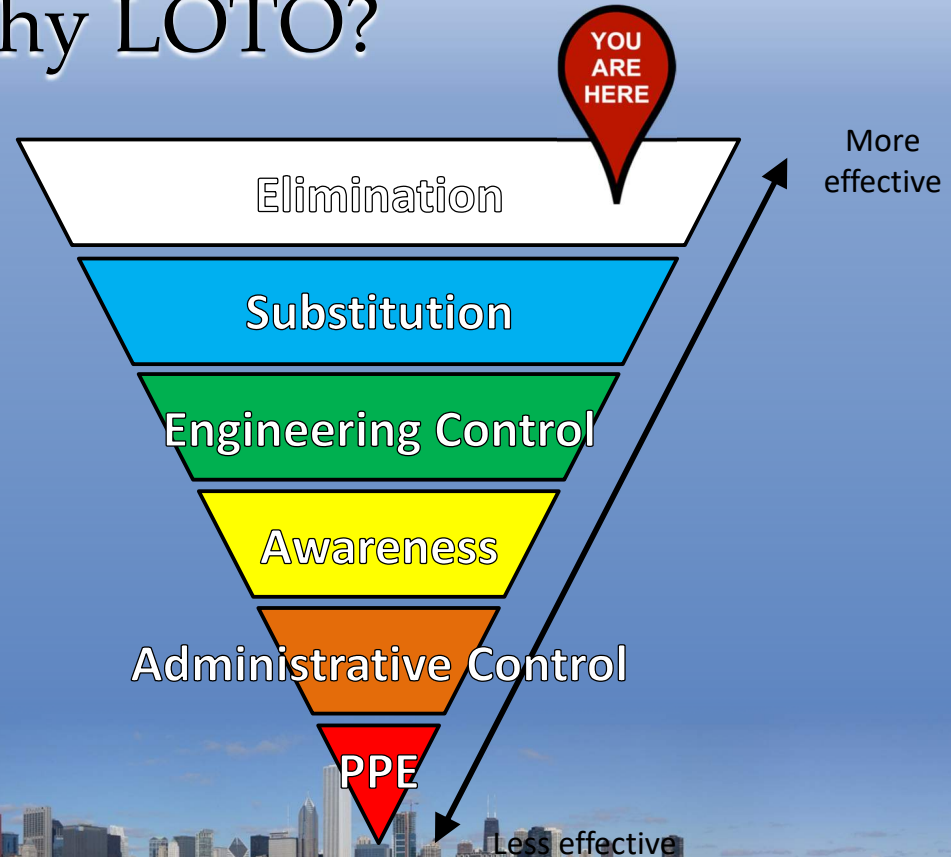 hy LOTO?
YOU
ARE
HERE
More
effective
Elimination
Substitution
Engineering Control
Awareness
Administrative Control
PPE
Less effective